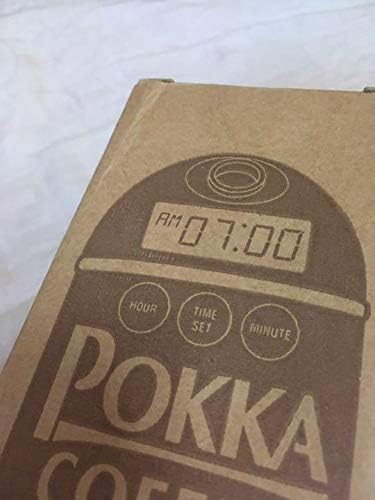 AM 07:00
HOUR TIME SET MINUTE
POKKA